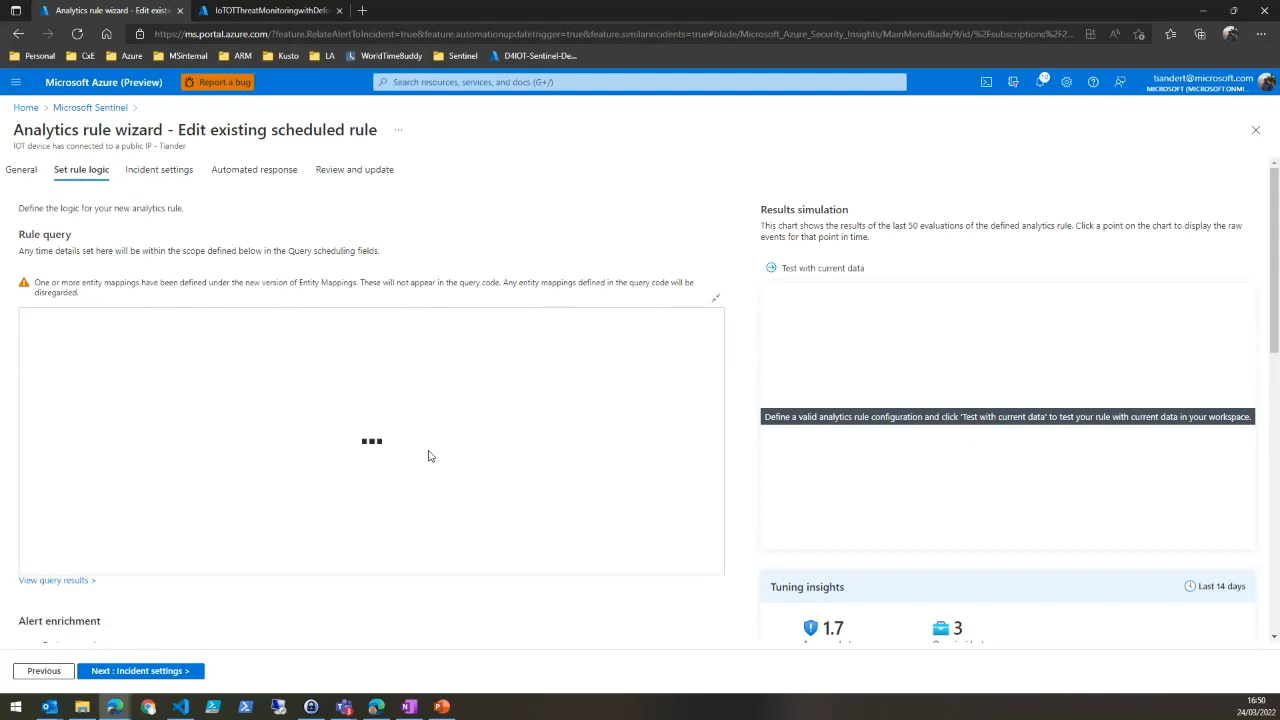 Analytics rule wizard - Edit exist
IoTOTThreatMonitoringwithDefe
https://ms.portal.azure.com/?feature.RelateAlertToIncident=true&feature.automationupdatetrigger=true&feature.similarincidents=true#blade/Microsoft_Azure_Security_Insights/MainMenuBlade/9/id/%2Fsubscriptions%2F2...
Personal CxE Azure MSinternal ARM Kusto LA WorldTimeBuddy Sentinel D4IOT-Sentinel-De...
Microsoft Azure (Preview)
Report a bug
Search resources, services, and docs (G+/)
10
tiandert@microsoft.com
MICROSOFT (MICROSOFT.ONMI...
Home > Microsoft Sentinel >
Analytics rule wizard - Edit existing scheduled rule ...
IOT device has connected to a public IP - Tiander
General Set rule logic Incident settings Automated response Review and update
Define the logic for your new analytics rule.
Rule query
Any time details set here will be within the scope defined below in the Query scheduling fields.
One or more entity mappings have been defined under the new version of Entity Mappings. These will not appear in the query code. Any entity mappings defined in the query code will be
disregarded.
View query results >
Alert enrichment
Results simulation
This chart shows the results of the last 50 evaluations of the defined analytics rule. Click a point on the chart to display the raw
events for that point in time.
Test with current data
Define a valid analytics rule configuration and click 'Test with current data' to test your rule with current data in your workspace.
Tuning insights
Last 14 days
1.7
3
Previous
Next : Incident settings >
16:50
24/03/2022